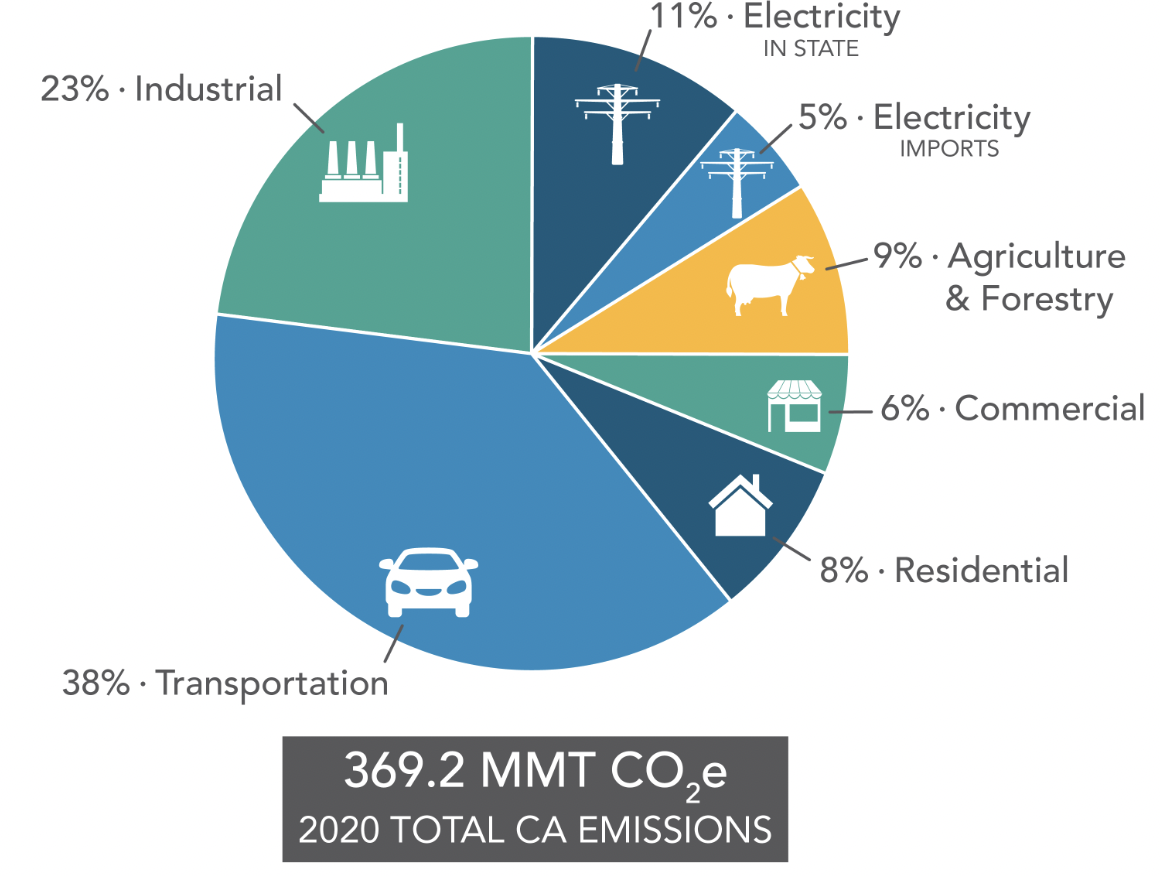 11% · Electricity
IN STATE
23% · Industrial
5% · Electricity
IMPORTS
9% · Agriculture
& Forestry
6% · Commercial
8% · Residential
38% · Transportation
369.2 MMT CO₂e
2020 TOTAL CA EMISSIONS